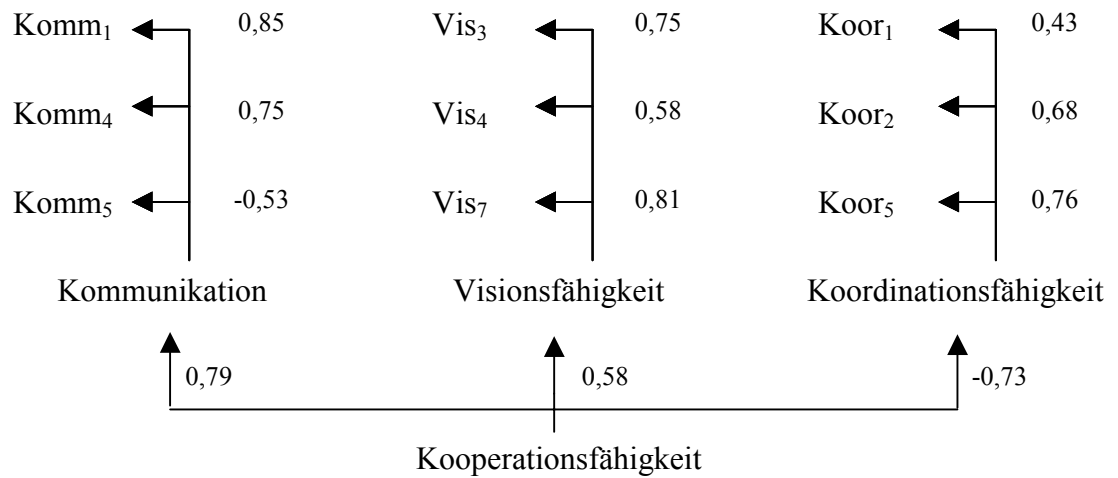 Komm₁ 0,85 Vis₃ 0,75 Koor₁ 0,43
Komm₄ 0,75 Vis₄ 0,58 Koor₂ 0,68
Komm₅ -0,53 Vis₇ 0,81 Koor₅ 0,76
Kommunikation Visionsfähigkeit Koordinationsfähigkeit
0,79 0,58 -0,73
Kooperationsfähigkeit